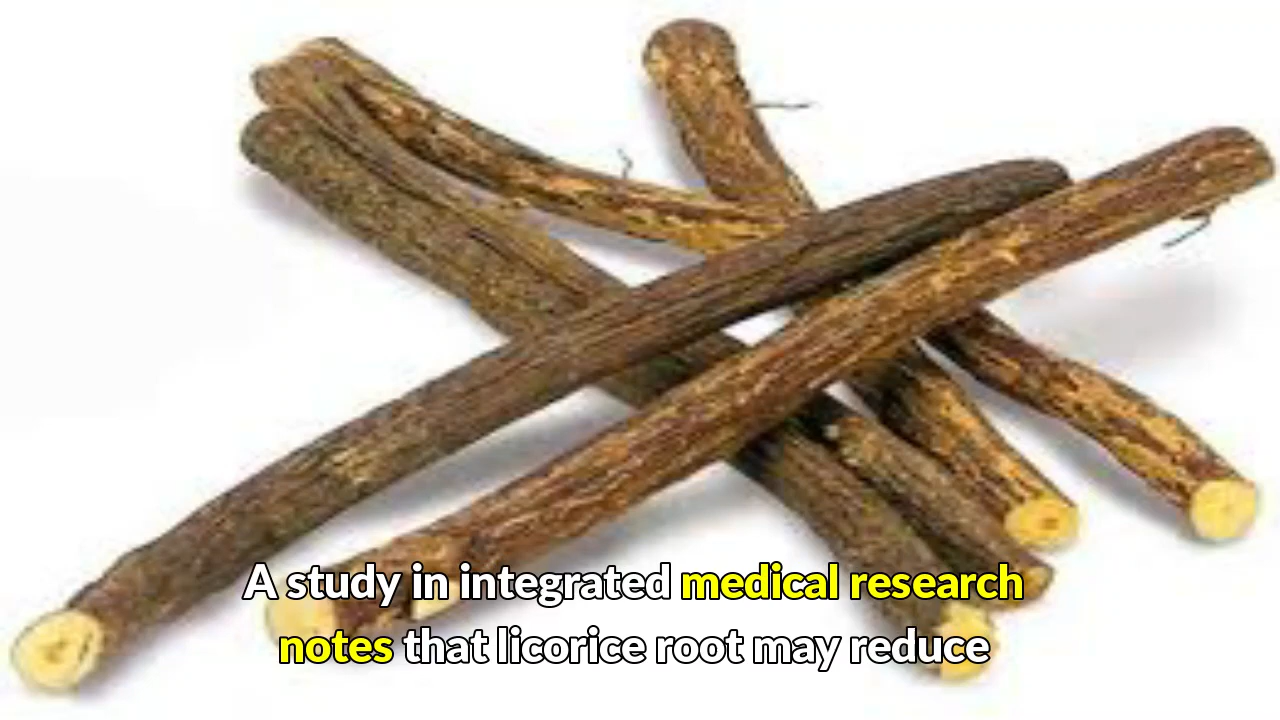 A study in integrated medical research
notes that licorice root may reduce